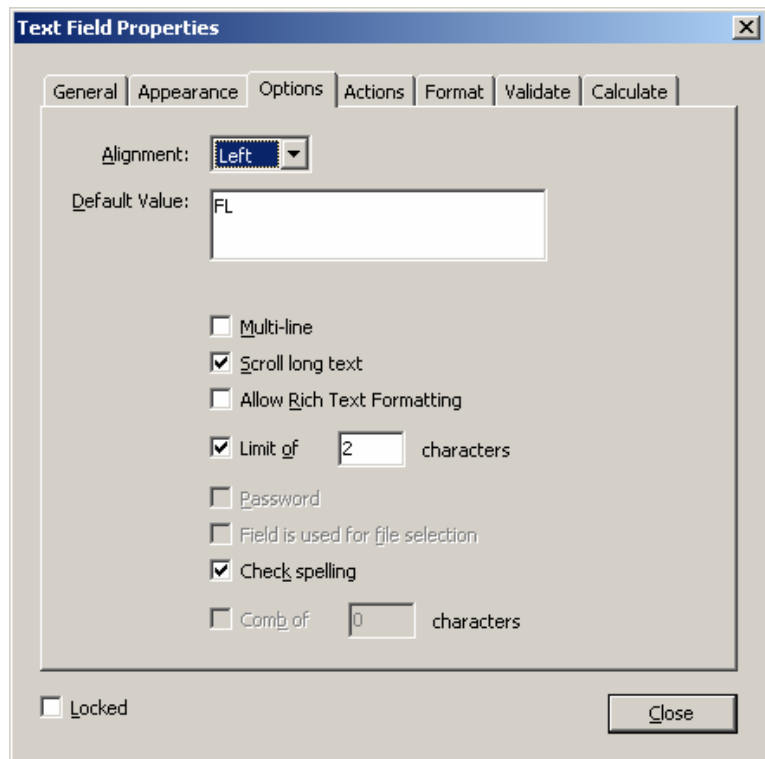 Text Field Properties
General Appearance Options Actions Format Validate Calculate
Alignment: Left
Default Value: FL
Multi-line
Scroll long text
Allow Rich Text Formatting
Limit of 2 characters
Password
Field is used for file selection
Check spelling
Comb of 0 characters
Locked Close